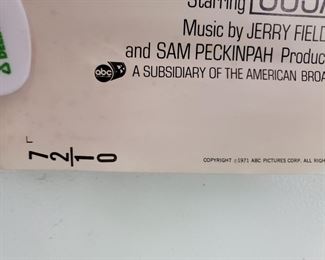 Starring
Music by JERRY FIELD
and SAM PECKINPAH Produc
abc A SUBSIDIARY OF THE AMERICAN BROA
COPYRIGHT ©1971 ABC PICTURES CORP. ALL RIGH
L
72/10